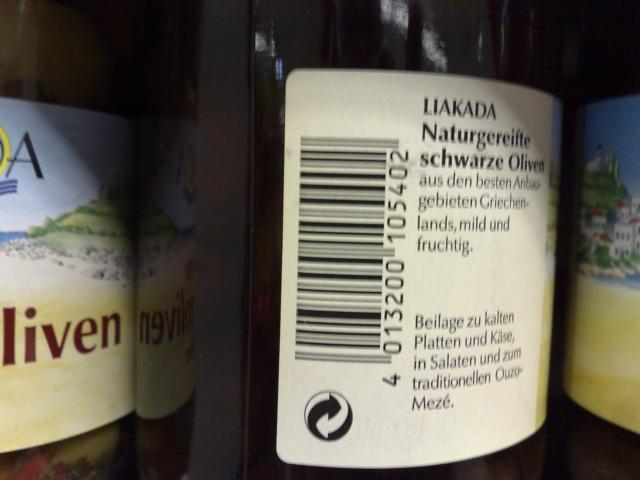 LIAKADA
Naturgereifte
schwarze Oliven
aus den besten Anbau-
gebieten Griechen-
lands, mild und
fruchtig.
Beilage zu kalten
Platten und Käse,
in Salaten und zum
traditionellen Ouzo-
Mezé.
4 013200 105402
DA
liven